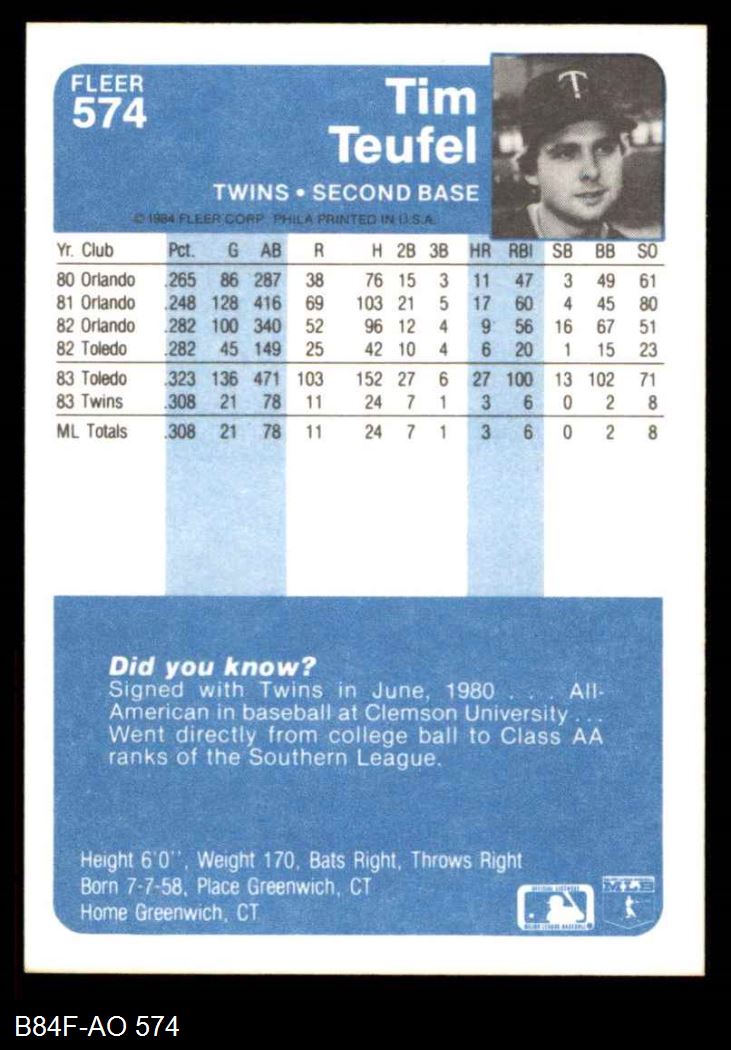 FLEER
574
Tim
Teufel
TWINS • SECOND BASE
© 1984 FLEER CORP. PHILA PRINTED IN U.S.A.
Yr. Club Pct. G AB R H 2B 3B HR RBI SB BB SO
80 Orlando .265 86 287 38 76 15 3 11 47 3 49 61
81 Orlando .248 128 416 69 103 21 5 17 60 4 45 80
82 Orlando .282 100 340 52 96 12 4 9 56 16 67 51
82 Toledo .282 45 149 25 42 10 4 6 20 1 15 23
83 Toledo .323 136 471 103 152 27 6 27 100 13 102 71
83 Twins .308 21 78 11 24 7 1 3 6 0 2 8
ML Totals .308 21 78 11 24 7 1 3 6 0 2 8
Did you know?
Signed with Twins in June, 1980 . . . All-
American in baseball at Clemson University . . .
Went directly from college ball to Class AA
ranks of the Southern League.
Height 6'0", Weight 170, Bats Right, Throws Right
Born 7-7-58, Place Greenwich, CT
Home Greenwich, CT
MAJOR LEAGUE BASEBALL
B84F-AO 574